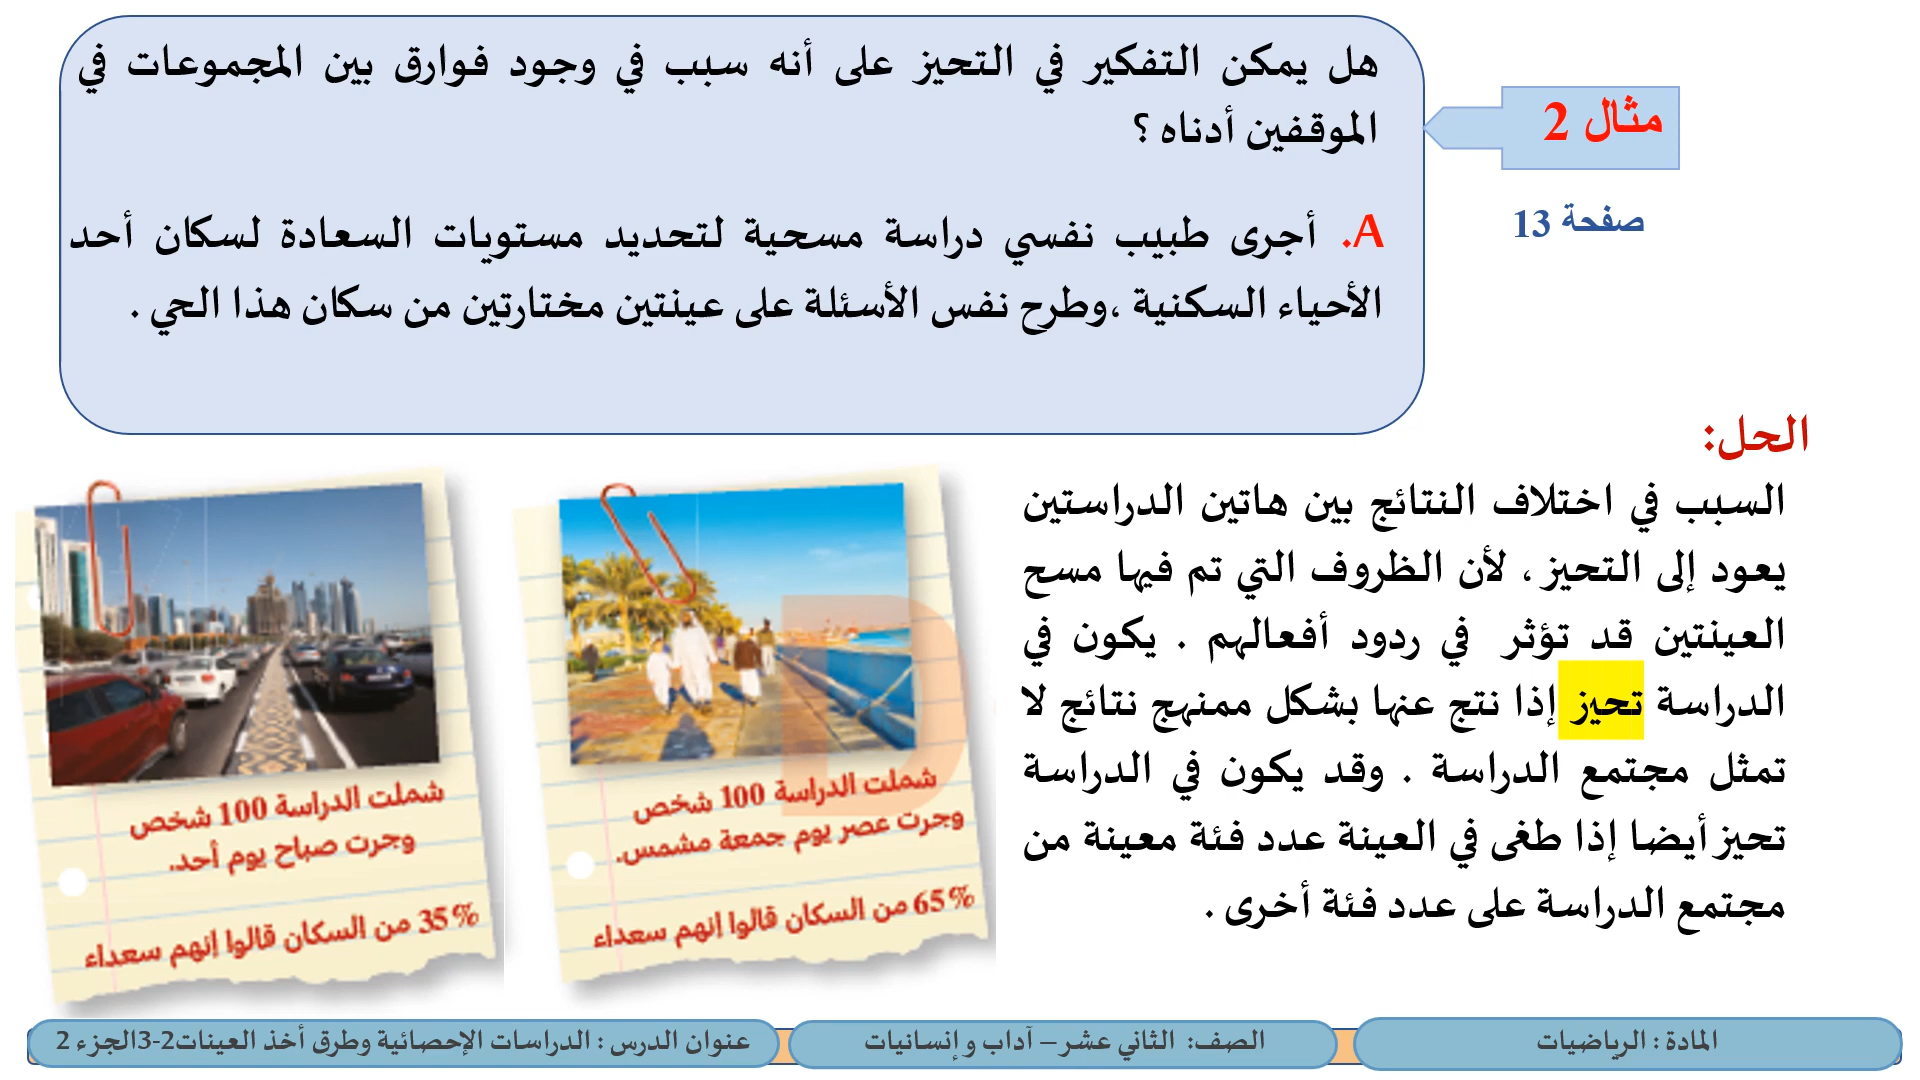 هل يمكن التفكير في التحيز على أنه سبب في وجود فوارق بين المجموعات في
الموقفين أدناه ؟
مثال 2
صفحة 13
A. أجرى طبيب نفسي دراسة مسحية لتحديد مستويات السعادة لسكان أحد
الأحياء السكنية ،وطرح نفس الأسئلة على عينتين مختارتين من سكان هذا الحي .
الحل:
السبب في اختلاف النتائج بين هاتين الدراستين
يعود إلى التحيز ، لأن الظروف التي تم فيها مسح
العينتين قد تؤثر في ردود أفعالهم . يكون في
الدراسة تحيز إذا نتج عنها بشكل ممنهج نتائج لا
تمثل مجتمع الدراسة . وقد يكون في الدراسة
تحيز أيضا إذا طغى في العينة عدد فئة معينة من
مجتمع الدراسة على عدد فئة أخرى .
شملت الدراسة 100 شخص
وجرت عصر يوم جمعة مشمس.
65% من السكان قالوا إنهم سعداء
شملت الدراسة 100 شخص
وجرت صباح يوم أحد.
35% من السكان قالوا إنهم سعداء
المادة : الرياضيات
الصف: الثاني عشر – آداب و إنسانيات
عنوان الدرس : الدراسات الإحصائية وطرق أخذ العينات2-3الجزء 2